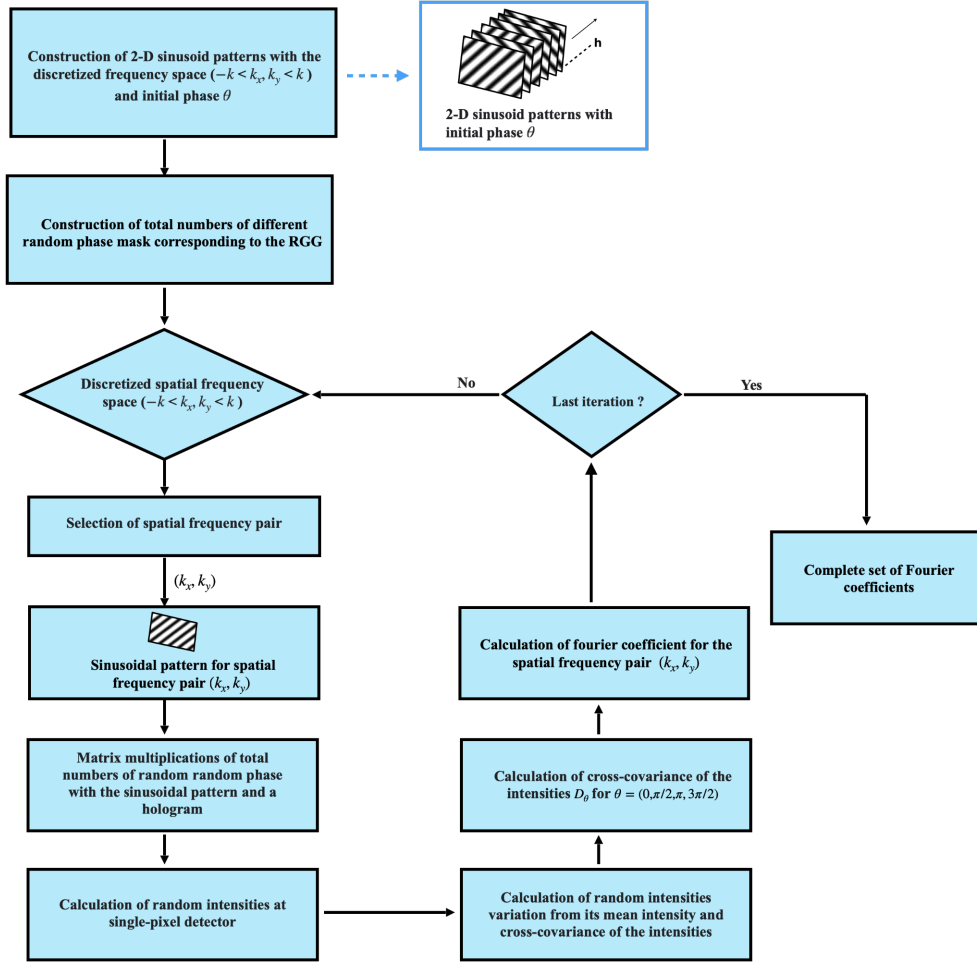 Construction of 2-D sinusoid patterns with the
discretized frequency space (−k < kₓ, kᵧ < k )
and initial phase θ
h
2-D sinusoid patterns with
initial phase θ
Construction of total numbers of different
random phase mask corresponding to the RGG
Discretized spatial frequency
space (−k < kₓ, kᵧ < k )
No
Last iteration ?
Yes
Selection of spatial frequency pair
(kₓ, kᵧ)
Sinusoidal pattern for spatial
frequency pair (kₓ, kᵧ)
Matrix multiplications of total
numbers of random random phase
with the sinusoidal pattern and a
hologram
Calculation of random intensities at
single-pixel detector
Calculation of random intensities
variation from its mean intensity and
cross-covariance of the intensities
Calculation of cross-covariance of the
intensities D_θ for θ = (0,π/2,π, 3π/2)
Calculation of fourier coefficient for the
spatial frequency pair (kₓ, kᵧ)
Complete set of Fourier
coefficients